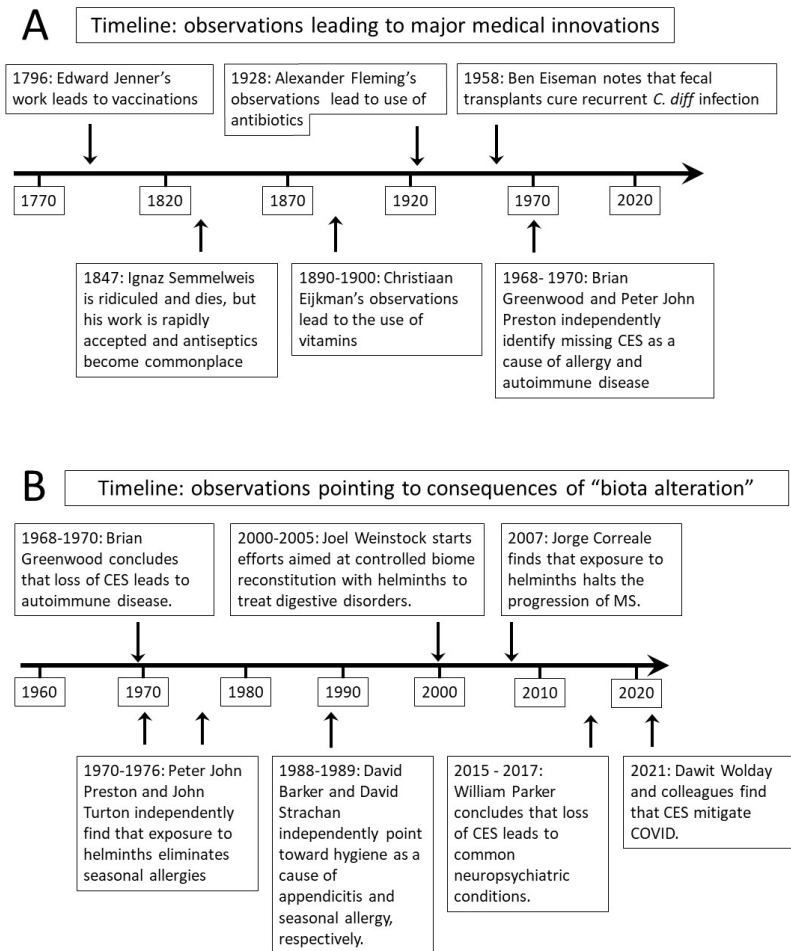 A
Timeline: observations leading to major medical innovations
1796: Edward Jenner's
work leads to vaccinations
1928: Alexander Fleming's
observations lead to use of
antibiotics
1958: Ben Eiseman notes that fecal
transplants cure recurrent C. diff infection
1770
1820
1870
1920
1970
2020
1847: Ignaz Semmelweis
is ridiculed and dies, but
his work is rapidly
accepted and antiseptics
become commonplace
1890-1900: Christiaan
Eijkman's observations
lead to the use of
vitamins
1968- 1970: Brian
Greenwood and Peter John
Preston independently
identify missing CES as a
cause of allergy and
autoimmune disease
B
Timeline: observations pointing to consequences of “biota alteration”
1968-1970: Brian
Greenwood concludes
that loss of CES leads to
autoimmune disease.
2000-2005: Joel Weinstock starts
efforts aimed at controlled biome
reconstitution with helminths to
treat digestive disorders.
2007: Jorge Correale
finds that exposure to
helminths halts the
progression of MS.
1960
1970
1980
1990
2000
2010
2020
1970-1976: Peter John
Preston and John
Turton independently
find that exposure to
helminths eliminates
seasonal allergies
1988-1989: David
Barker and David
Strachan
independently point
toward hygiene as a
cause of
appendicitis and
seasonal allergy,
respectively.
2015 - 2017:
William Parker
concludes that loss
of CES leads to
common
neuropsychiatric
conditions.
2021: Dawit Wolday
and colleagues find
that CES mitigate
COVID.